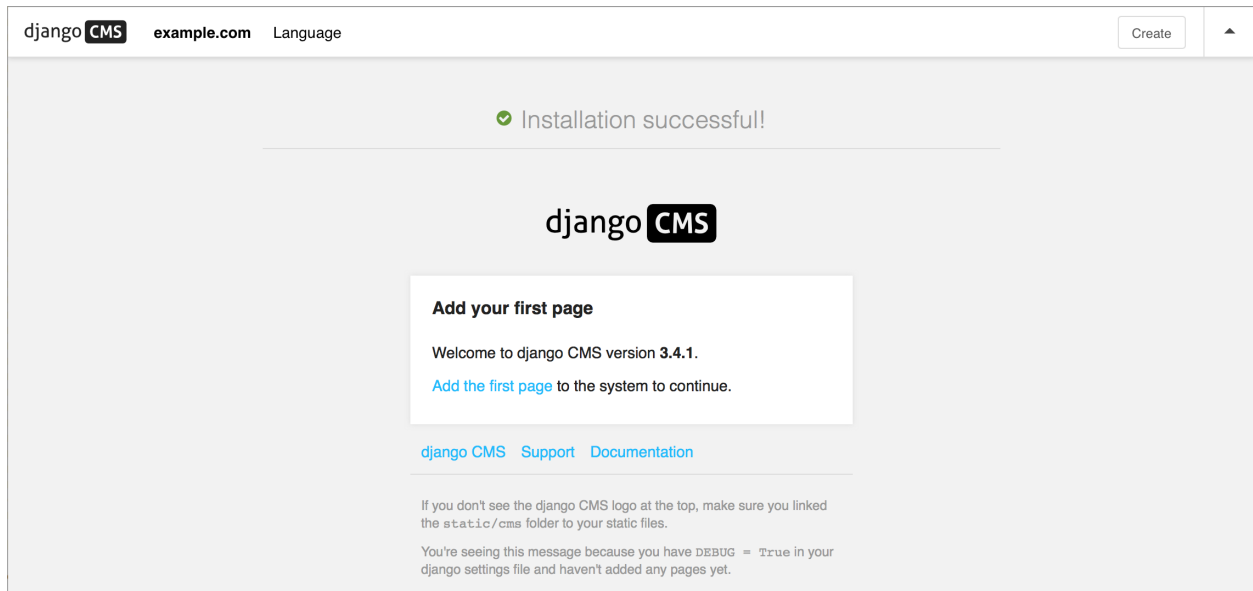 django CMS example.com Language Create
Installation successful!
django CMS
Add your first page
Welcome to django CMS version 3.4.1.
Add the first page to the system to continue.
django CMS Support Documentation
If you don't see the django CMS logo at the top, make sure you linked
the static/cms folder to your static files.
You're seeing this message because you have DEBUG = True in your
django settings file and haven't added any pages yet.